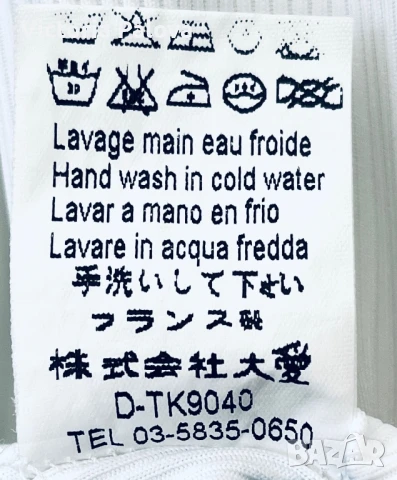 Lavage main eau froide
Hand wash in cold water
Lavar a mano en frio
Lavare in acqua fredda
手洗いして下さい
フランス製
株式会社大愛
D-TK9040
TEL 03-5835-0650
BAZAR